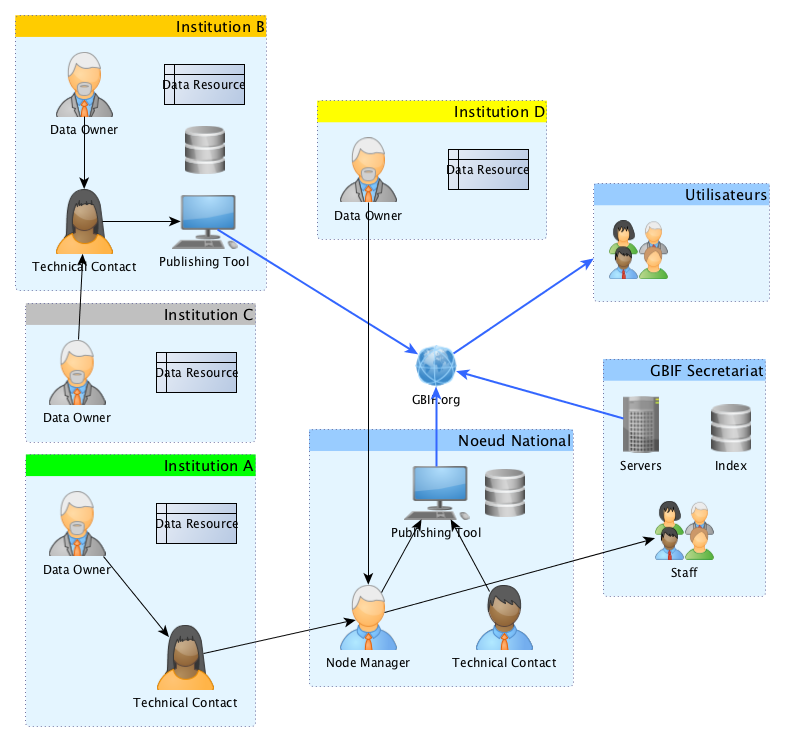 Institution B
Data Owner
Data Resource
Technical Contact
Publishing Tool
Institution C
Data Owner
Data Resource
Institution A
Data Owner
Data Resource
Technical Contact
Institution D
Data Owner
Data Resource
GBIF.org
Noeud National
Publishing Tool
Node Manager
Technical Contact
Utilisateurs
GBIF Secretariat
Servers
Index
Staff